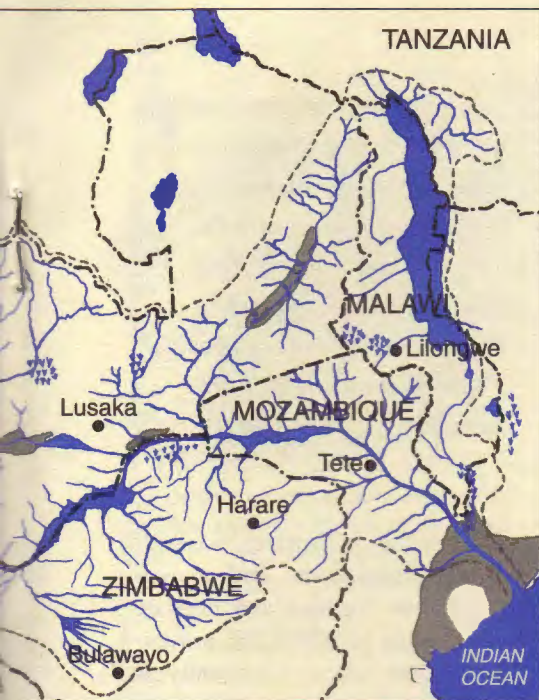 TANZANIA
MALAWI
Lilongwe
Lusaka
MOZAMBIQUE
Tete
Harare
ZIMBABWE
Bulawayo
INDIAN
OCEAN